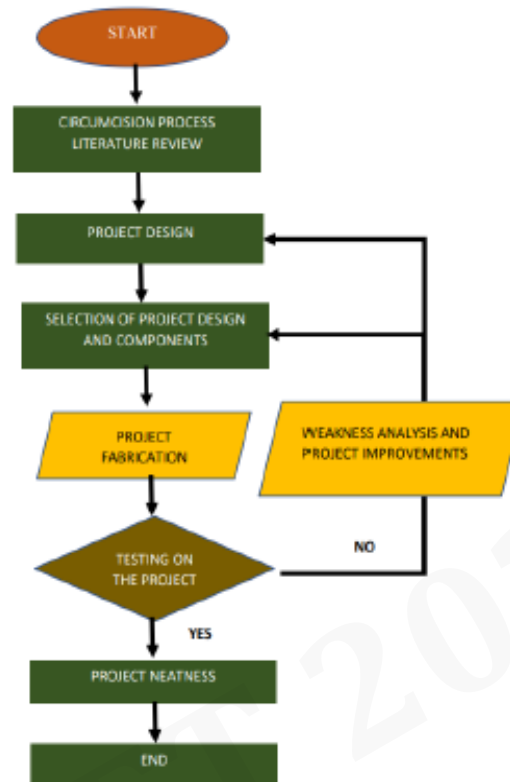 START
CIRCUMCISION PROCESS
LITERATURE REVIEW
PROJECT DESIGN
SELECTION OF PROJECT DESIGN
AND COMPONENTS
PROJECT
FABRICATION
WEAKNESS ANALYSIS AND
PROJECT IMPROVEMENTS
TESTING ON
THE PROJECT
NO
YES
PROJECT NEATNESS
END